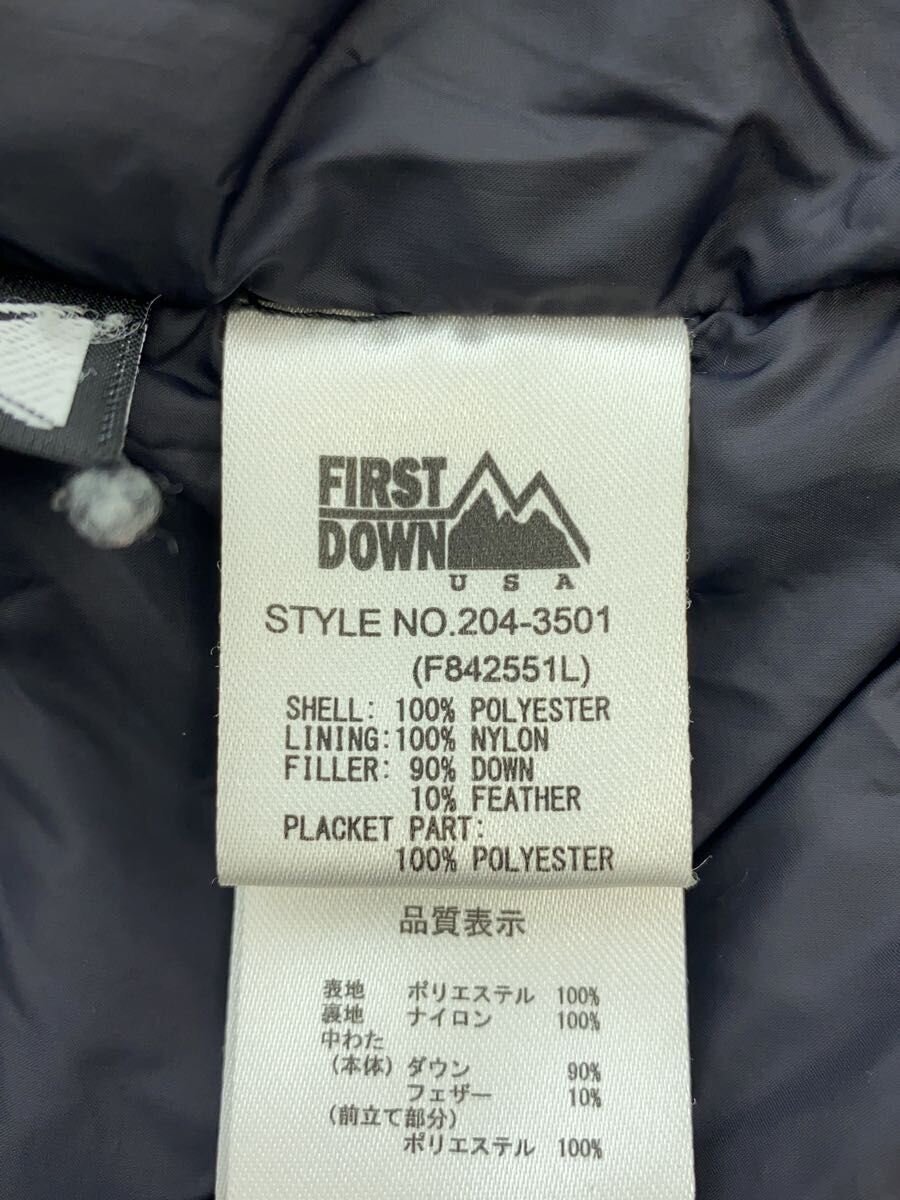 FIRST
DOWN
USA
STYLE NO.204-3501
(F842551L)
SHELL: 100% POLYESTER
LINING:100% NYLON
FILLER: 90% DOWN
10% FEATHER
PLACKET PART:
100% POLYESTER
品質表示
表地 ポリエステル 100%
裏地 ナイロン 100%
中わた
(本体) ダウン 90%
フェザー 10%
(前立て部分)
ポリエステル 100%